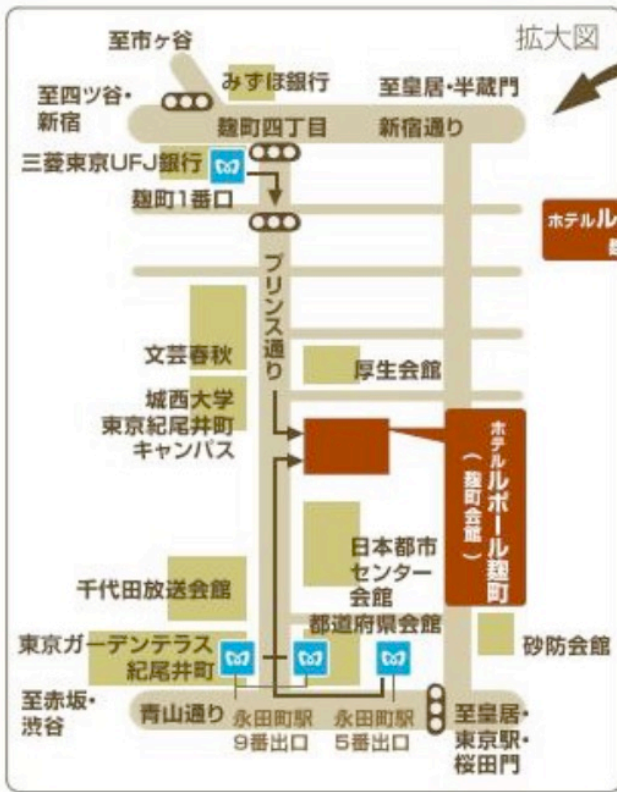 拡大図
至市ヶ谷
みずほ銀行
至四ツ谷・
新宿
至皇居・半蔵門
麹町四丁目
新宿通り
三菱東京UFJ銀行
麹町1番口
ホテルル
プリンス通り
文芸春秋
厚生会館
城西大学
東京紀尾井町
キャンパス
ホテルルポール麹町
(麹町会館)
日本都市
センター
会館
千代田放送会館
都道府県会館
東京ガーデンテラス
紀尾井町
砂防会館
至赤坂・
渋谷
青山通り
永田町駅
9番出口
永田町駅
5番出口
至皇居・
東京駅・
桜田門